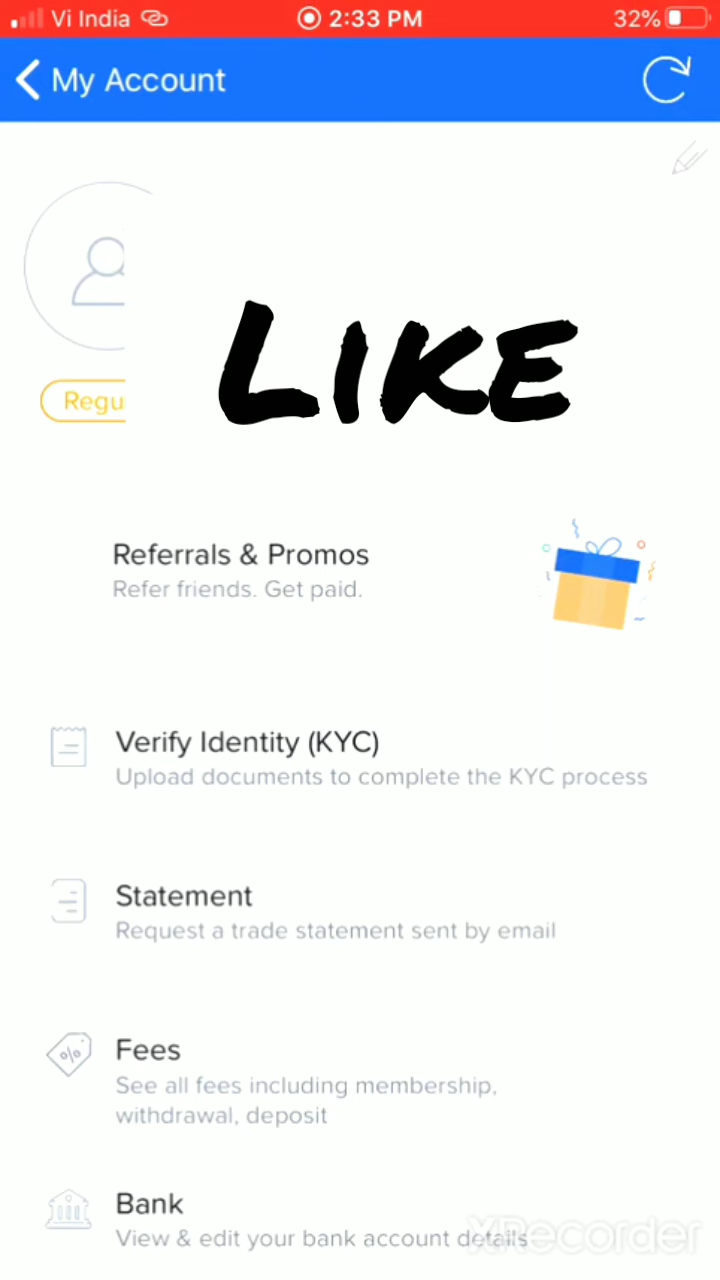 Vi India 2:33 PM 32%
My Account
LIKE
Regu
Referrals & Promos
Refer friends. Get paid.
Verify Identity (KYC)
Upload documents to complete the KYC process
Statement
Request a trade statement sent by email
%
Fees
See all fees including membership,
withdrawal, deposit
Bank
View & edit your bank account details
XRecorder